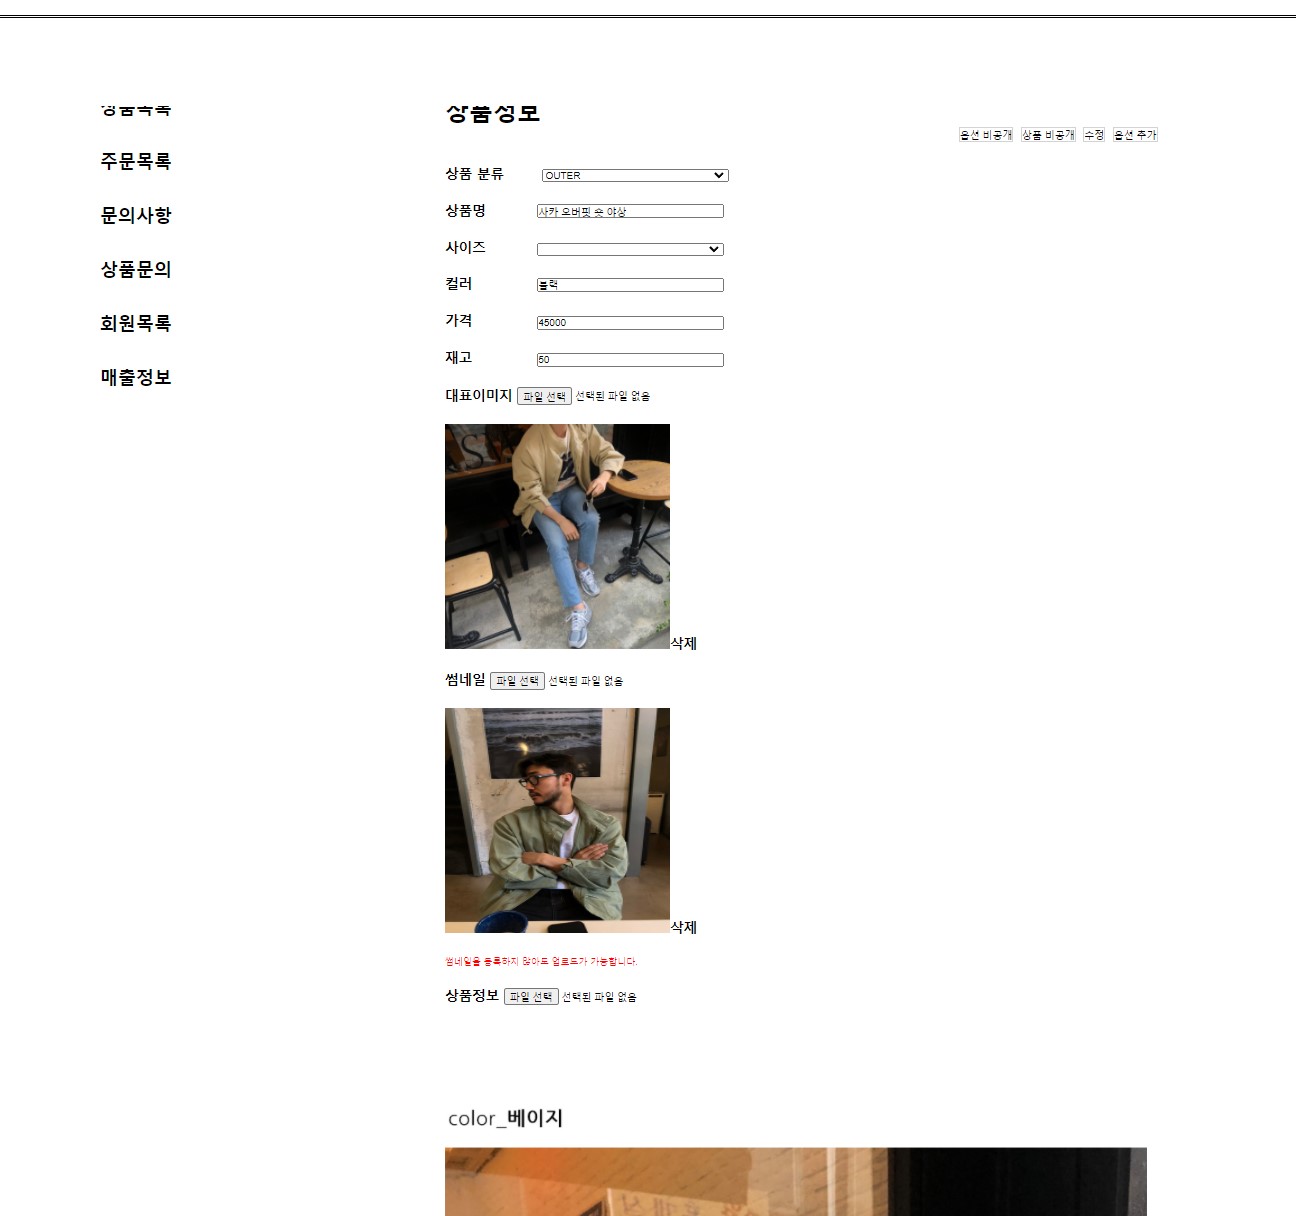 상품목록
주문목록
문의사항
상품문의
회원목록
매출정보
상품정보
옵션 비공개 상품 비공개 수정 옵션 추가
상품 분류 OUTER
상품명 사카 오버핏 숏 야상
사이즈
컬러 블랙
가격 45000
재고 50
대표이미지 파일 선택 선택된 파일 없음
삭제
썸네일 파일 선택 선택된 파일 없음
삭제
썸네일을 등록하지 않아도 업로드가 가능합니다.
상품정보 파일 선택 선택된 파일 없음
color_베이지